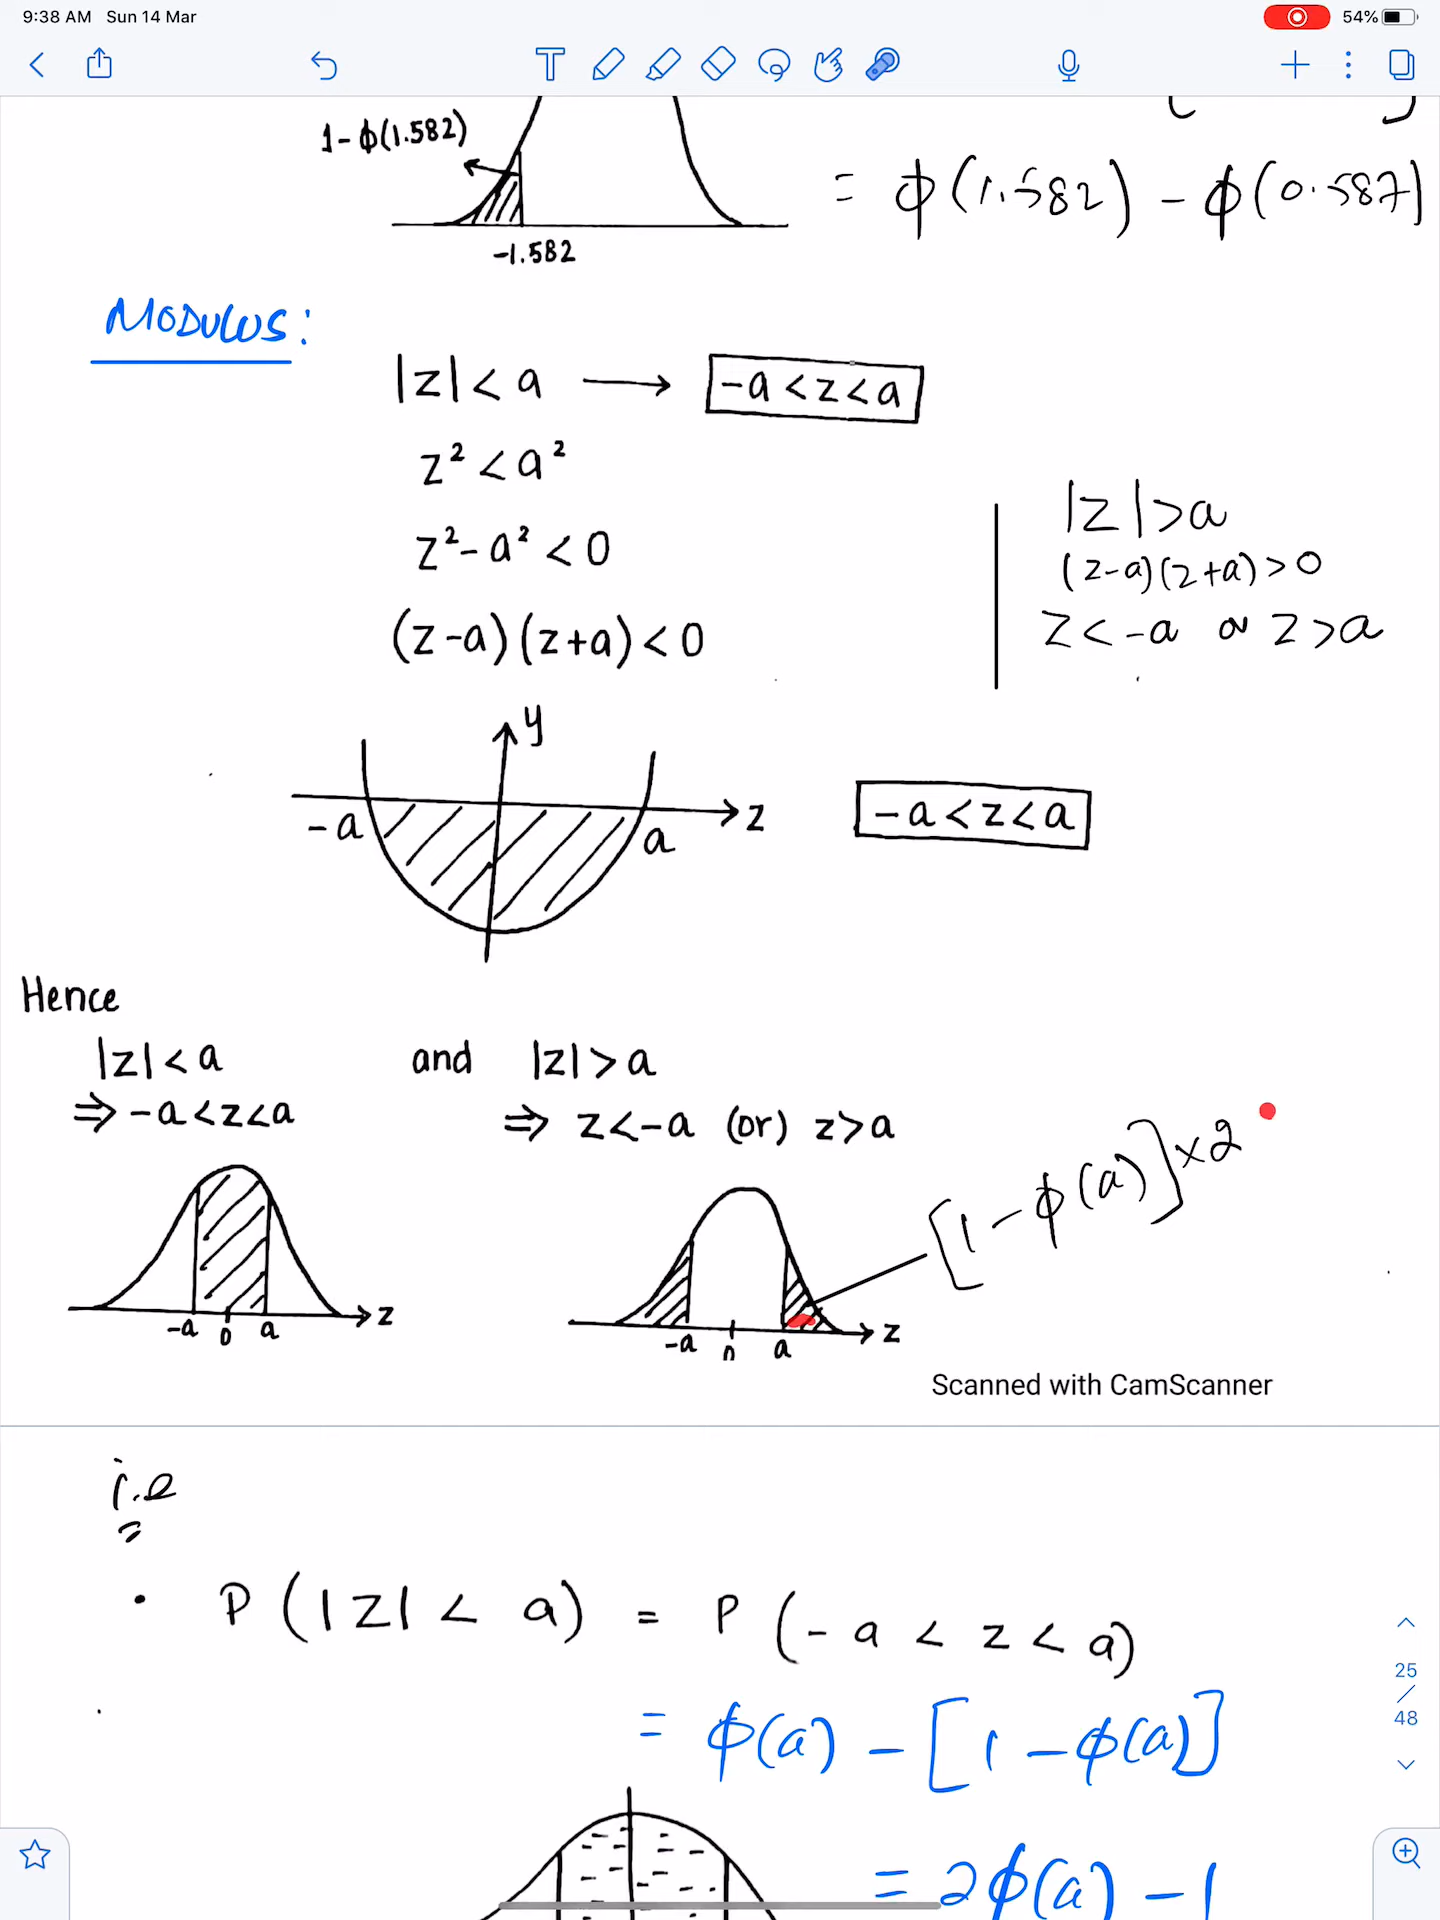 9:38 AM Sun 14 Mar
54%
1-ϕ(1.582)
= ϕ(1.582) - ϕ(0.587)
-1.582
MODULUS:
|z| < a ⟶ -a < z < a
z² < a²
z² - a² < 0
(z-a)(z+a) < 0
|z| > a
(z-a)(z+a) > 0
z < -a or z > a
y
-a a z
-a < z < a
Hence
|z| < a and |z| > a
⇒ -a < z < a ⇒ z < -a (or) z > a
[1 - ϕ(a)] × 2
-a 0 a z
-a 0 a z
Scanned with CamScanner
i.e
• P(|z| < a) = P(-a < z < a)
= ϕ(a) - [1 - ϕ(a)]
= 2ϕ(a) - 1
25
/
48